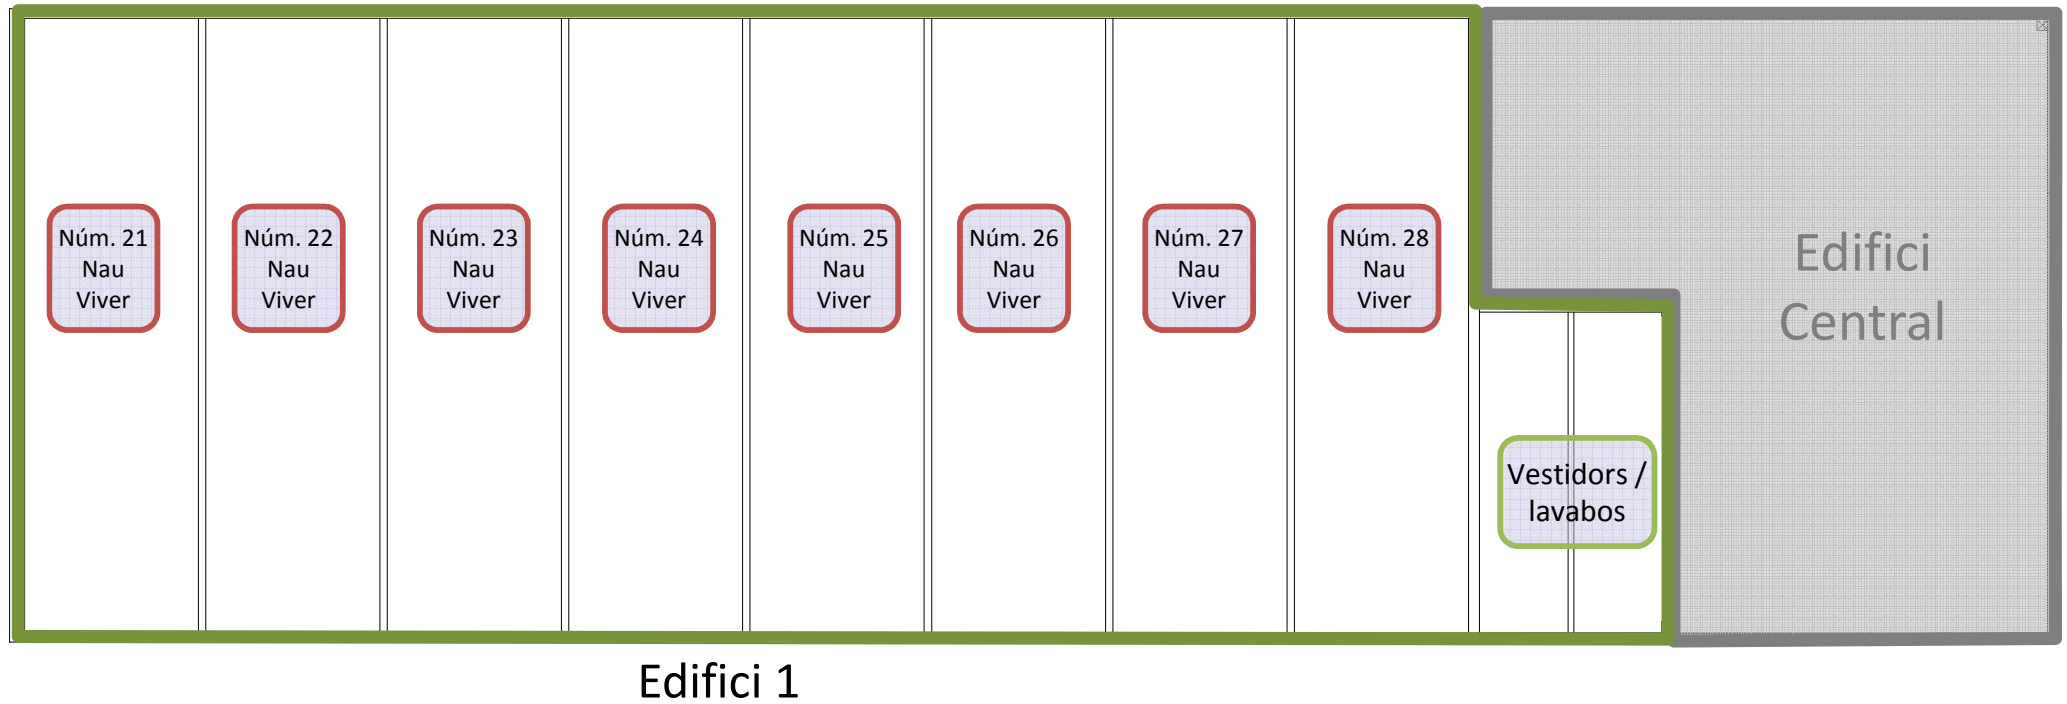 Núm. 21
Nau
Viver
Núm. 22
Nau
Viver
Núm. 23
Nau
Viver
Núm. 24
Nau
Viver
Núm. 25
Nau
Viver
Núm. 26
Nau
Viver
Núm. 27
Nau
Viver
Núm. 28
Nau
Viver
Edifici
Central
Vestidors /
lavabos
Edifici 1